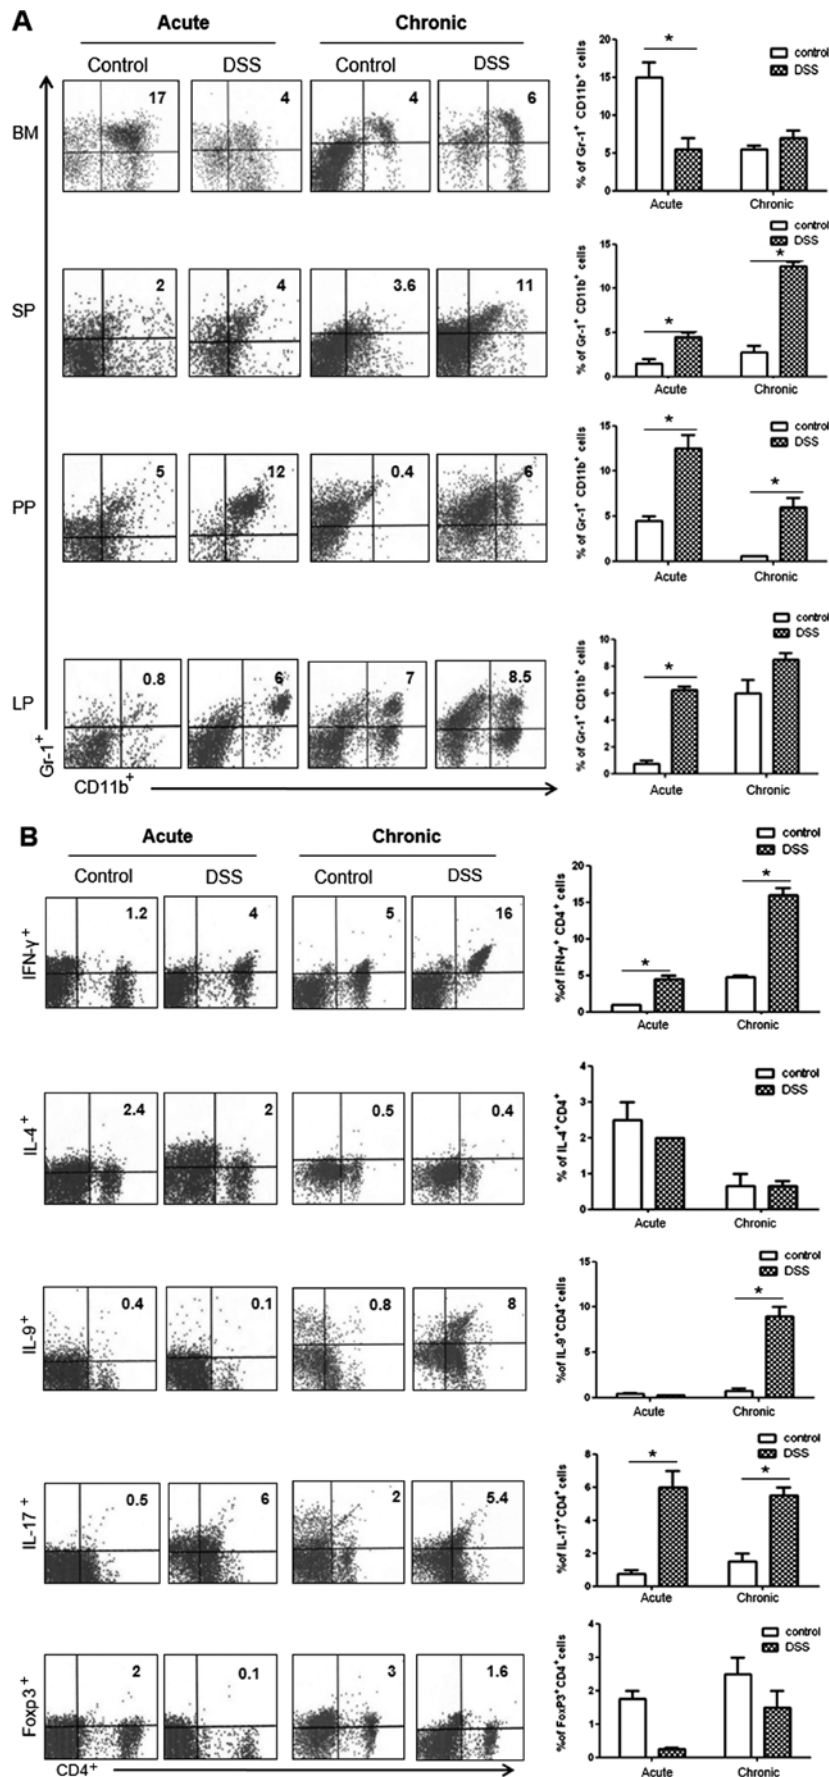 A
Acute Chronic
Control DSS Control DSS
BM
17 4 4 6
% of Gr-1+ CD11b+ cells
20
15
10
5
0
control
DSS
*
Acute Chronic
SP
2 4 3.6 11
% of Gr-1+ CD11b+ cells
15
10
5
0
control
DSS
* *
Acute Chronic
PP
5 12 0.4 6
% of Gr-1+ CD11b+ cells
15
10
5
0
control
DSS
* *
Acute Chronic
LP
0.8 6 7 8.5
% of Gr-1+ CD11b+ cells
10
8
6
4
2
0
control
DSS
*
Acute Chronic
Gr-1+
CD11b+
B
Acute Chronic
Control DSS Control DSS
IFN-γ+
1.2 4 5 16
%of IFN-γ+ CD4+ cells
20
15
10
5
0
control
DSS
* *
Acute Chronic
IL-4+
2.4 2 0.5 0.4
% of IL-4+CD4+
4
3
2
1
0
control
DSS
Acute Chronic
IL-9+
0.4 0.1 0.8 8
%of IL-9+CD4+cells
15
10
5
0
control
DSS
*
Acute Chronic
IL-17+
0.5 6 2 5.4
%of IL-17+CD4+cells
8
6
4
2
0
control
DSS
* *
Acute Chronic
Foxp3+
2 0.1 3 1.6
%of FoxP3+CD4+cells
4
3
2
1
0
control
DSS
Acute Chronic
CD4+